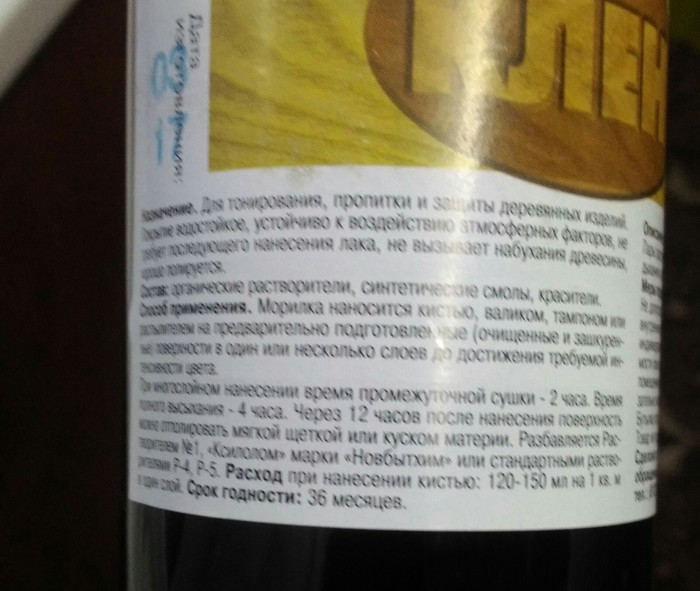 КЛЕН
Дата
изготовления:
Назначение. Для тонирования, пропитки и защиты деревянных изделий.
Покрытие водостойкое, устойчиво к воздействию атмосферных факторов, не
требует последующего нанесения лака, не вызывает набухания древесины,
хорошо полируется.
Состав: органические растворители, синтетические смолы, красители.
Способ применения. Морилка наносится кистью, валиком, тампоном или
распылителем на предварительно подготовленные (очищенные и зашкурен-
ные) поверхности в один или несколько слоев до достижения требуемой ин-
тенсивности цвета.
При многослойном нанесении время промежуточной сушки - 2 часа. Время
полного высыхания - 4 часа. Через 12 часов после нанесения поверхность
можно отполировать мягкой щеткой или куском материи. Разбавляется Рас-
творителем №1, «Ксилолом» марки «Новбытхим» или стандартными раство-
рителями Р-4, Р-5. Расход при нанесении кистью: 120-150 мл на 1 кв. м
в один слой. Срок годности: 36 месяцев.